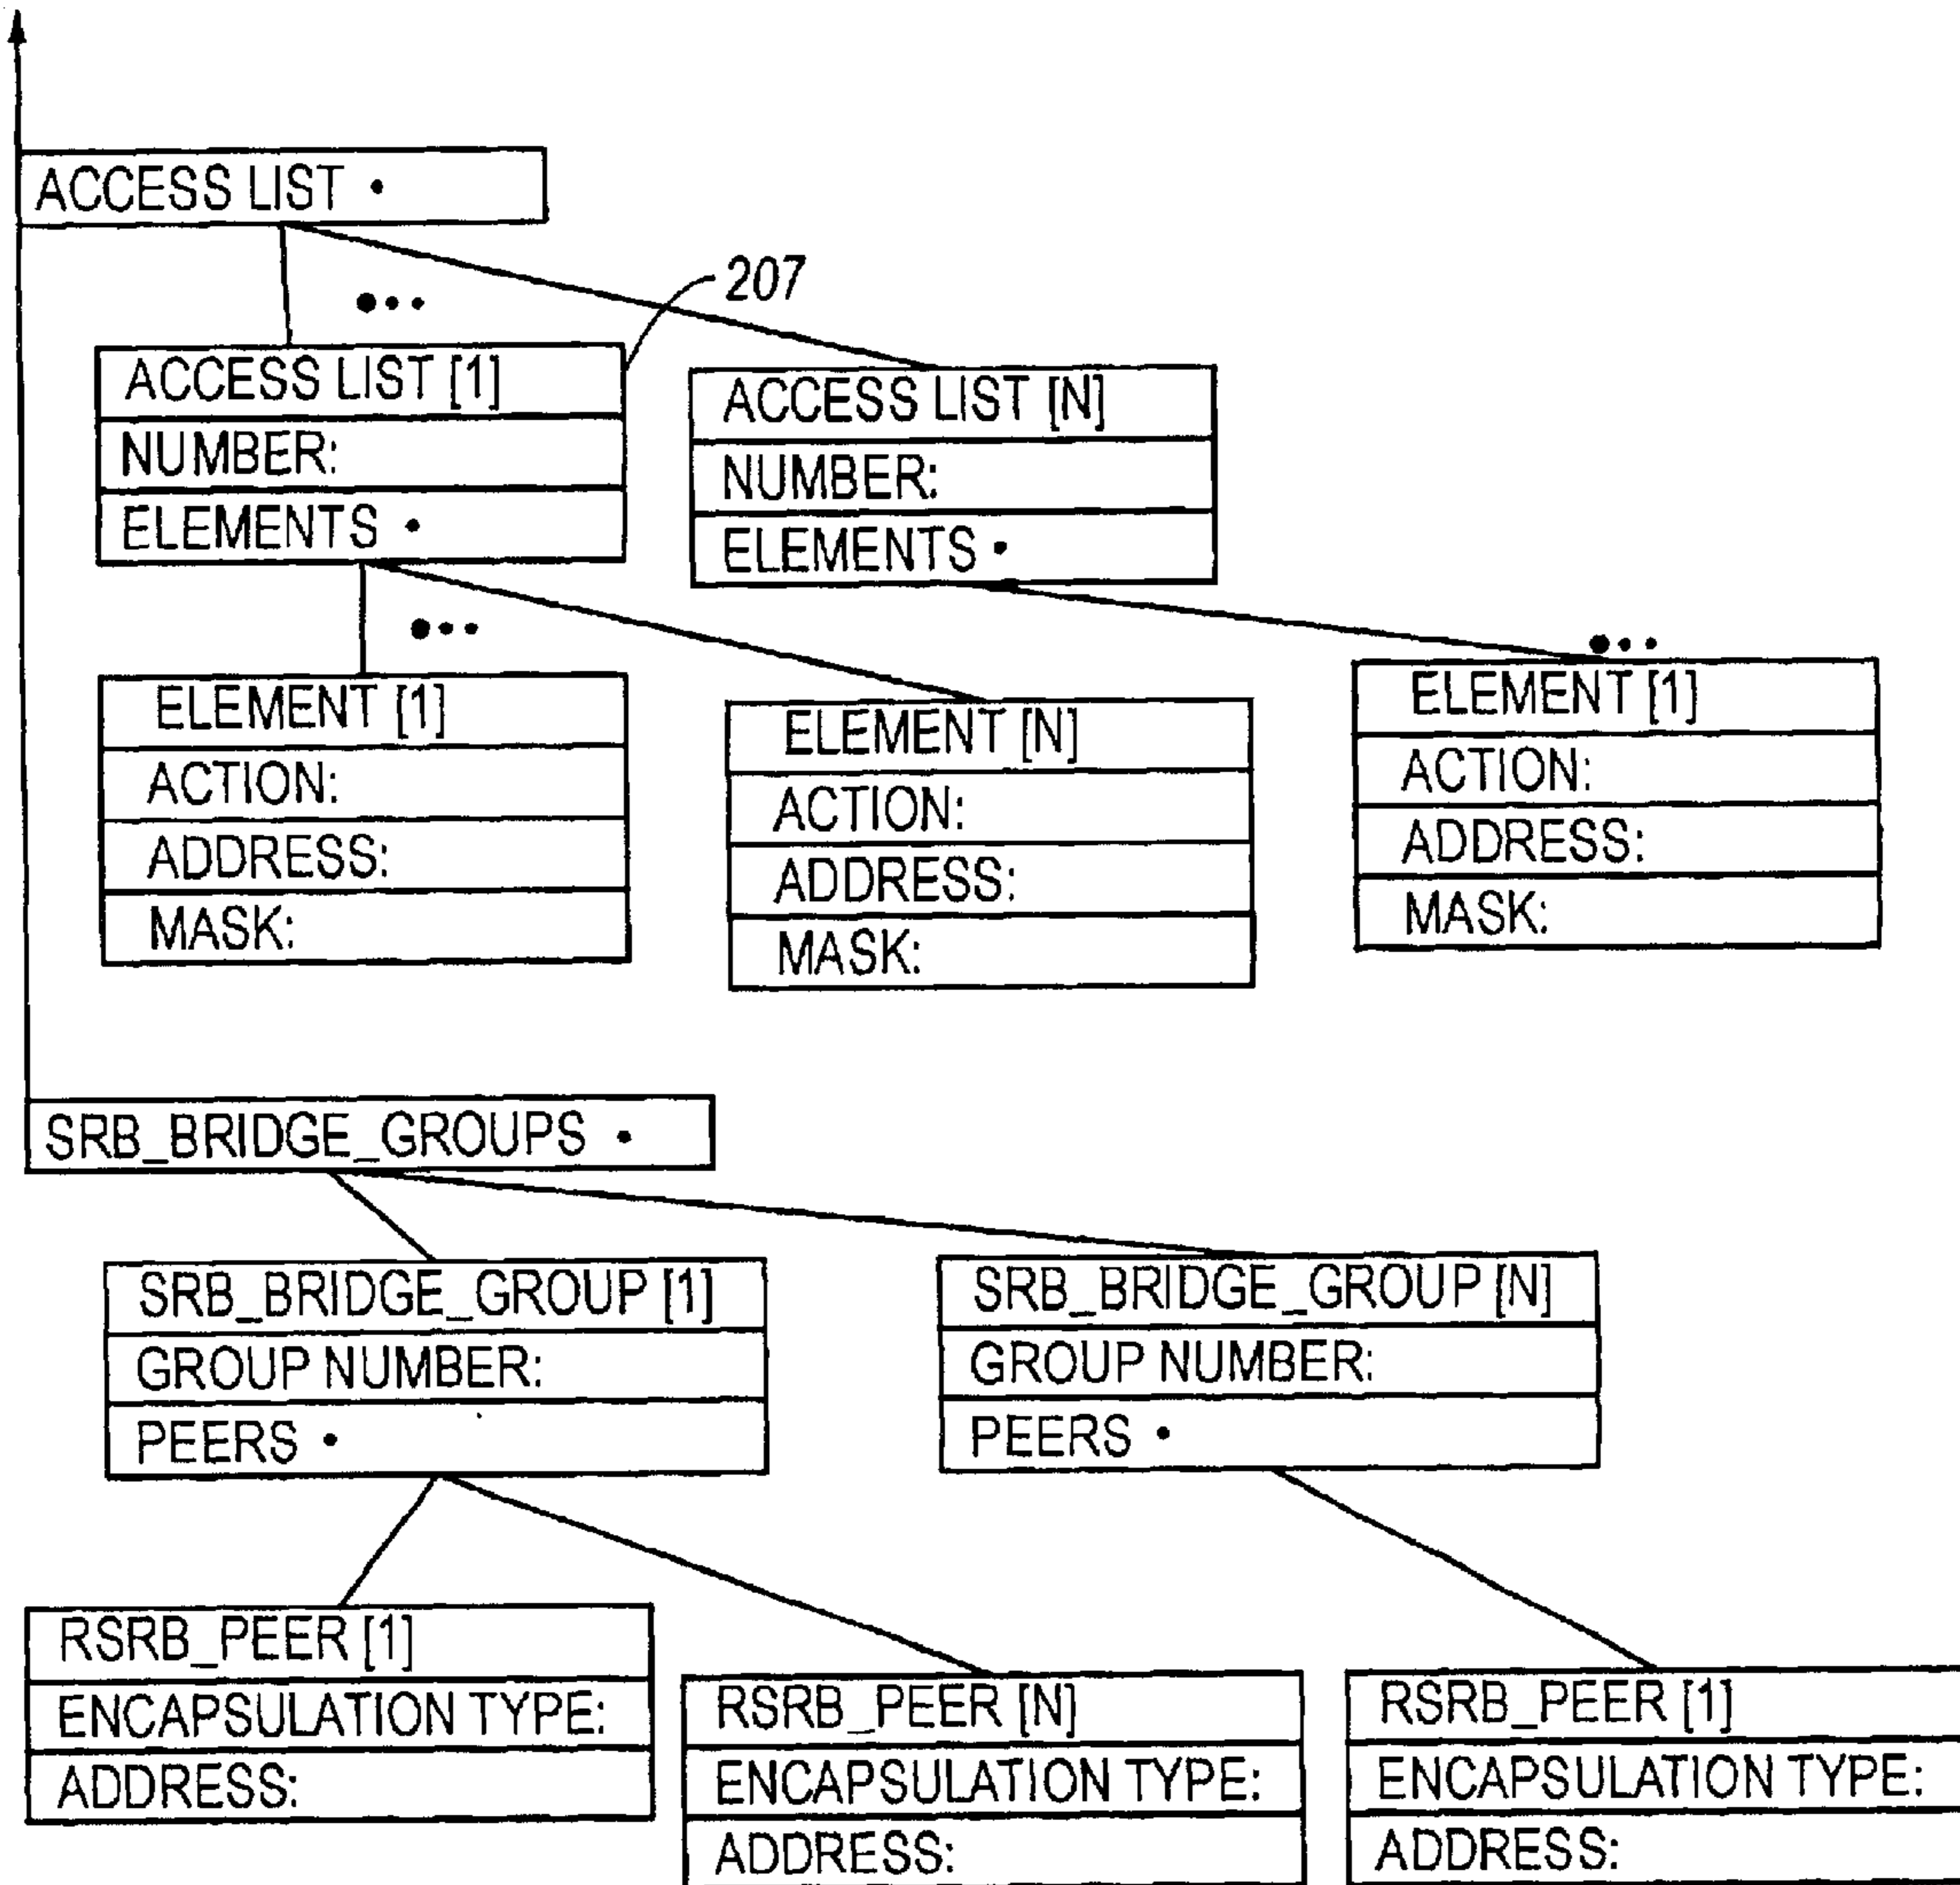 ACCESS LIST •
207
ACCESS LIST [1]
NUMBER:
ELEMENTS •
ACCESS LIST [N]
NUMBER:
ELEMENTS •
ELEMENT [1]
ACTION:
ADDRESS:
MASK:
ELEMENT [N]
ACTION:
ADDRESS:
MASK:
ELEMENT [1]
ACTION:
ADDRESS:
MASK:
SRB_BRIDGE_GROUPS •
SRB_BRIDGE_GROUP [1]
GROUP NUMBER:
PEERS •
SRB_BRIDGE_GROUP [N]
GROUP NUMBER:
PEERS •
RSRB_PEER [1]
ENCAPSULATION TYPE:
ADDRESS:
RSRB_PEER [N]
ENCAPSULATION TYPE:
ADDRESS:
RSRB_PEER [1]
ENCAPSULATION TYPE:
ADDRESS: